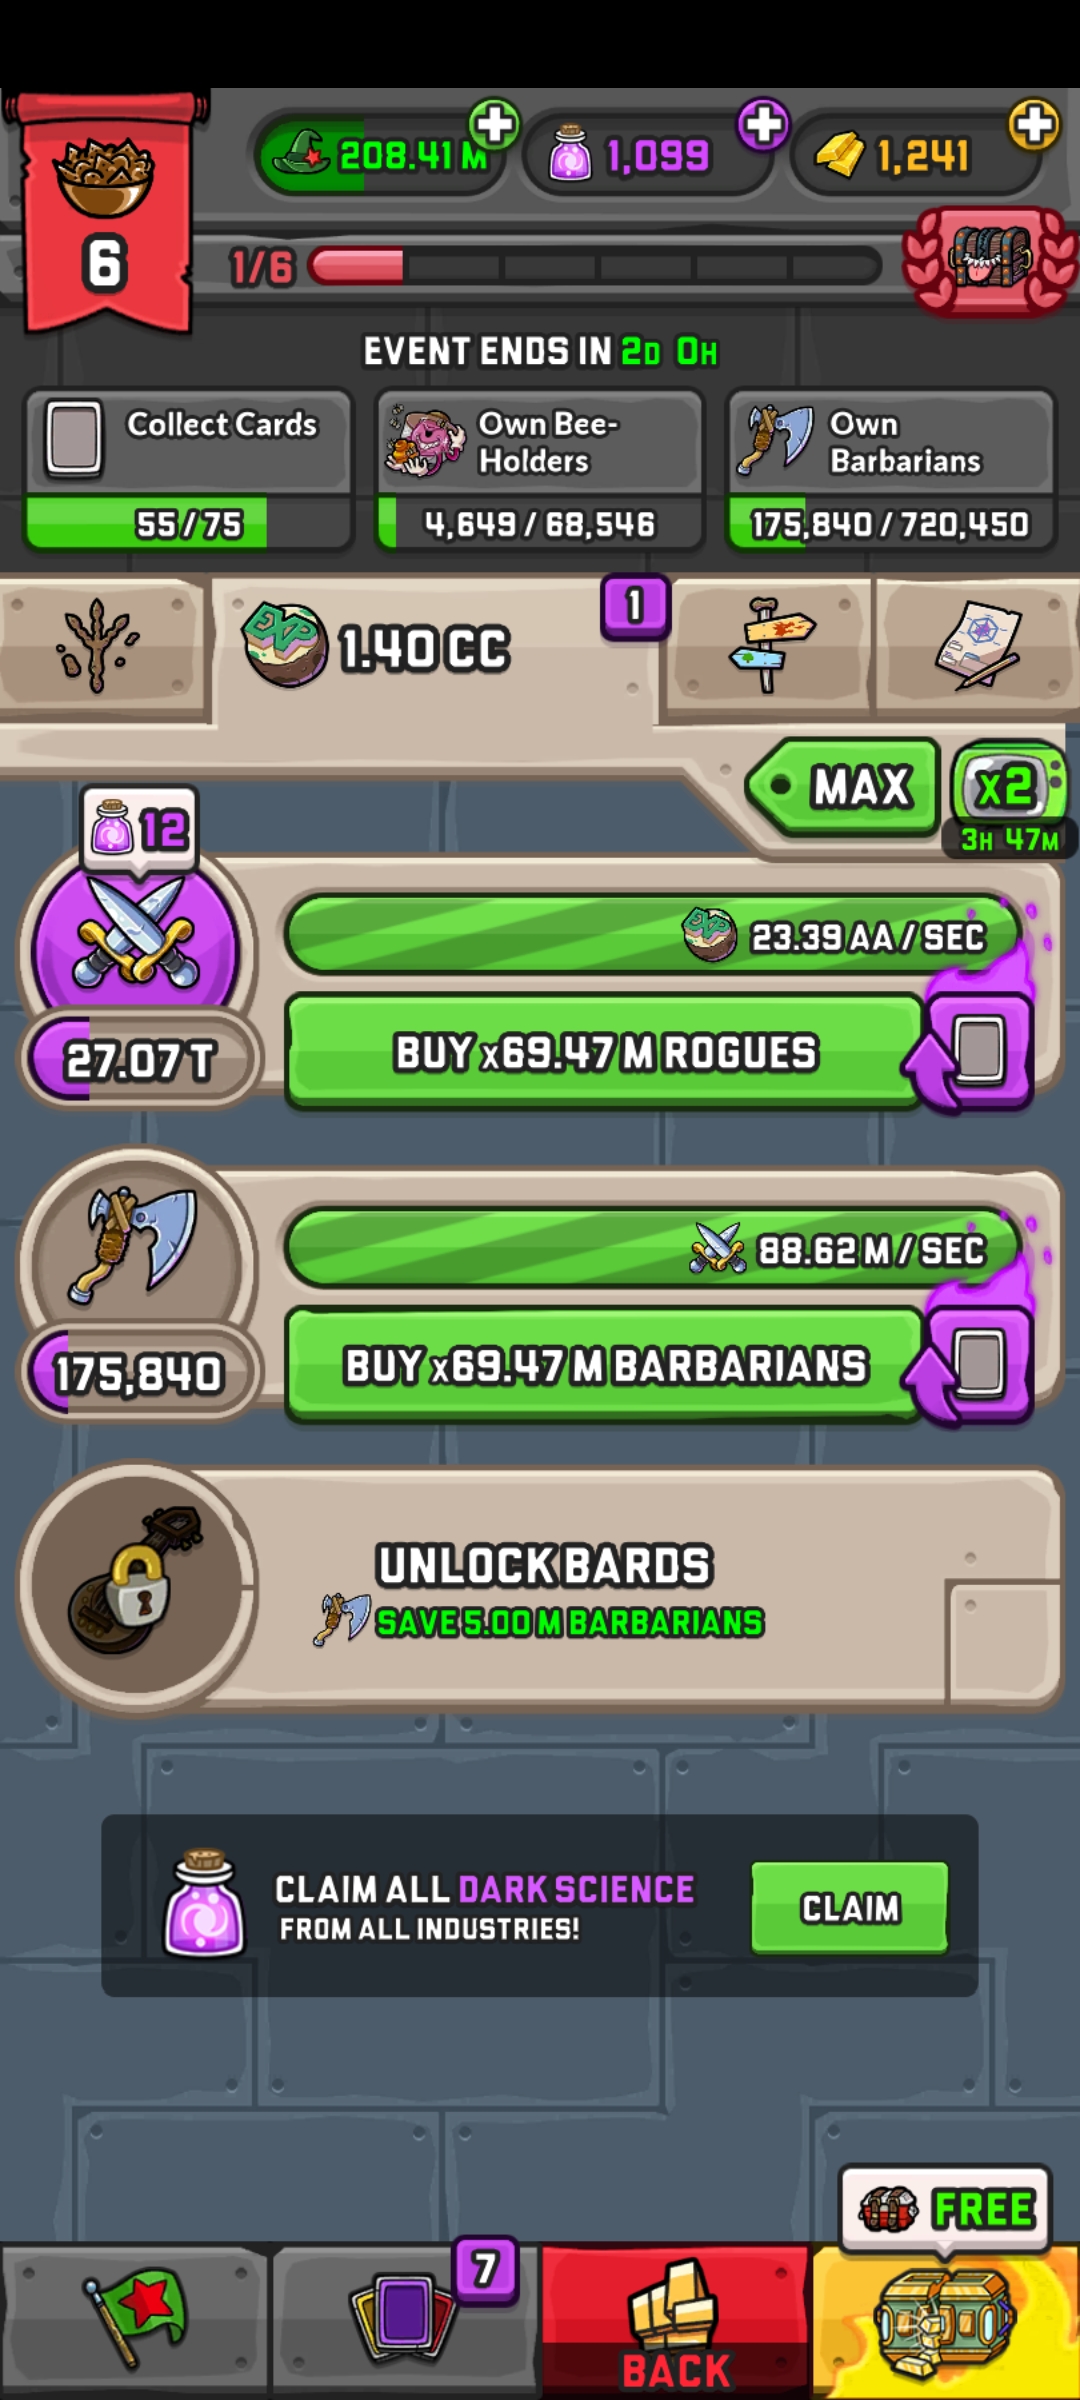 208.41 M
1,099
1,241
6
1/6
EVENT ENDS IN 2D 0H
Collect Cards
55/75
Own Bee-
Holders
4,649/68,546
Own
Barbarians
175,840/720,450
EXP
1.40 CC
1
MAX
x2
3H 47M
12
EXP
23.39 AA/SEC
27.07 T
BUY x69.47 M ROGUES
88.62 M/SEC
175,840
BUY x69.47 M BARBARIANS
UNLOCK BARDS
SAVE 5.00 M BARBARIANS
CLAIM ALL DARK SCIENCE
FROM ALL INDUSTRIES!
CLAIM
FREE
7
BACK